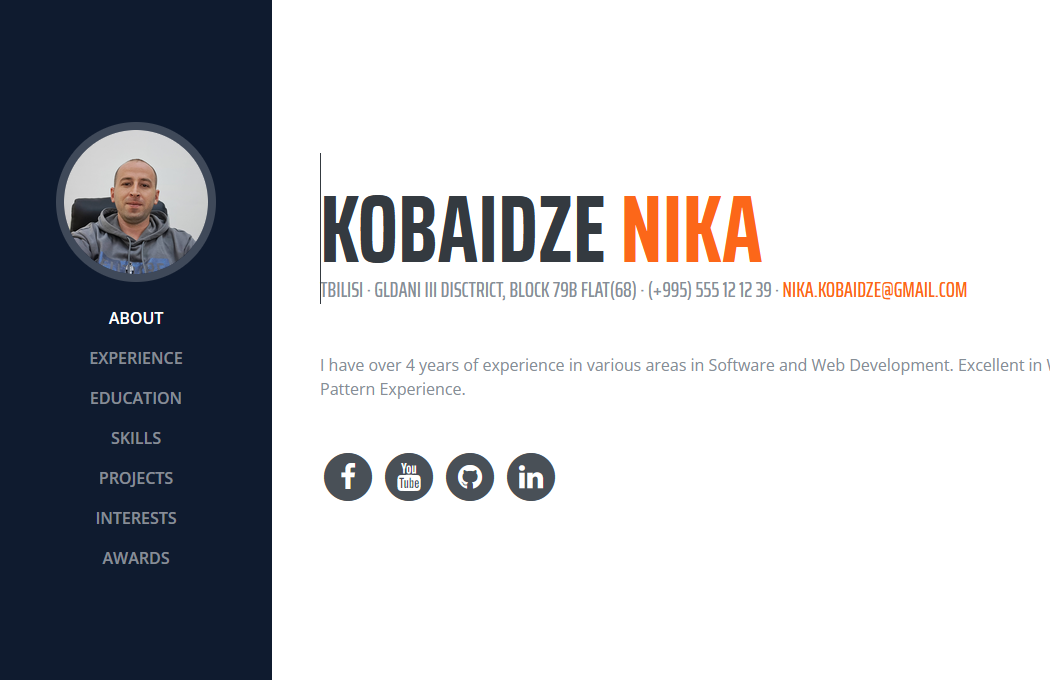 ABOUT
EXPERIENCE
EDUCATION
SKILLS
PROJECTS
INTERESTS
AWARDS
KOBAIDZE NIKA
TBILISI · GLDANI III DISCTRICT, BLOCK 79B FLAT(68) · (+995) 555 12 12 39 · NIKA.KOBAIDZE@GMAIL.COM
I have over 4 years of experience in various areas in Software and Web Development. Excellent in
Pattern Experience.
You
Tube
in